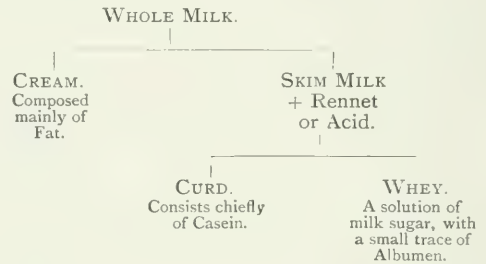 WHOLE MILK.
CREAM.
Composed
mainly of
Fat.
SKIM MILK
+ Rennet
or Acid.
CURD.
Consists chiefly
of Casein.
WHEY.
A solution of
milk sugar, with
a small trace of
Albumen.